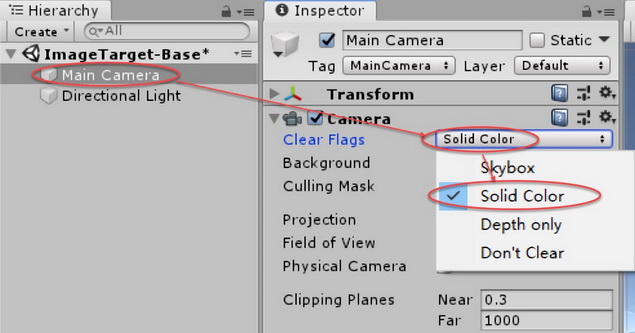 Hierarchy
Create
All
ImageTarget-Base*
Main Camera
Directional Light
Inspector
Main Camera
Static
Tag MainCamera Layer Default
Transform
Camera
Clear Flags Solid Color
Background
Culling Mask
Projection
Field of View
Physical Camera
Clipping Planes Near 0.3
Far 1000
Skybox
Solid Color
Depth only
Don't Clear